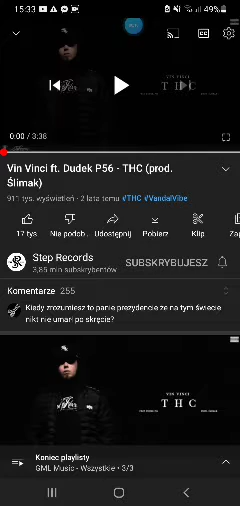 15:33
49%
VIN VINCI
0:00 / 3:38
Vin Vinci ft. Dudek P56 - THC (prod. Ślimak)
911 tys. wyświetleń · 2 lata temu #THC #VandalVibe
17 tys
Nie podob...
Udostępnij
Pobierz
Klip
Zap
Step Records
3,85 mln subskrybentów
SUBSKRYBUJESZ
Komentarze 255
Kiedy zrozumiesz to panie prezydencie że na tym świecie nikt nie umarł po skręcie?
VIN VINCI
THC
Koniec playlisty
GML Music - Wszystkie • 3/3